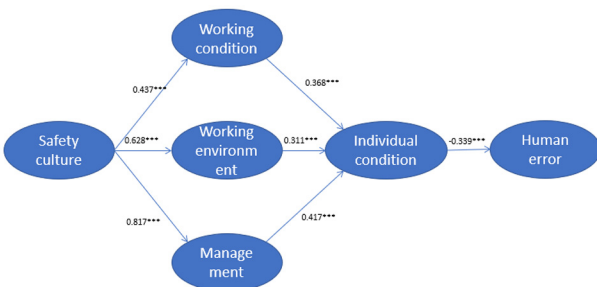 Working
condition
0.437***
0.368***
Safety
culture
0.628***
Working
environm
ent
0.311***
Individual
condition
-0.339***
Human
error
0.817***
0.417***
Manage
ment